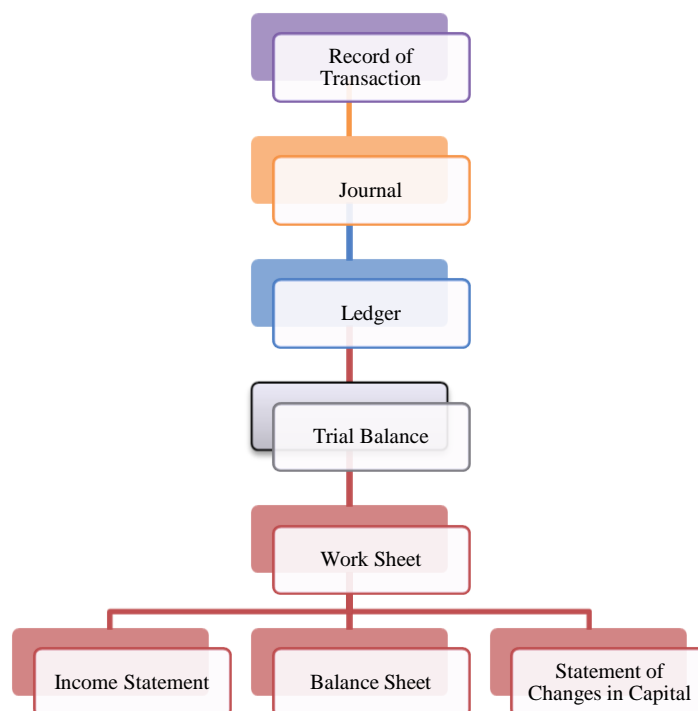 Record of
Transaction
Journal
Ledger
Trial Balance
Work Sheet
Income Statement
Balance Sheet
Statement of
Changes in Capital